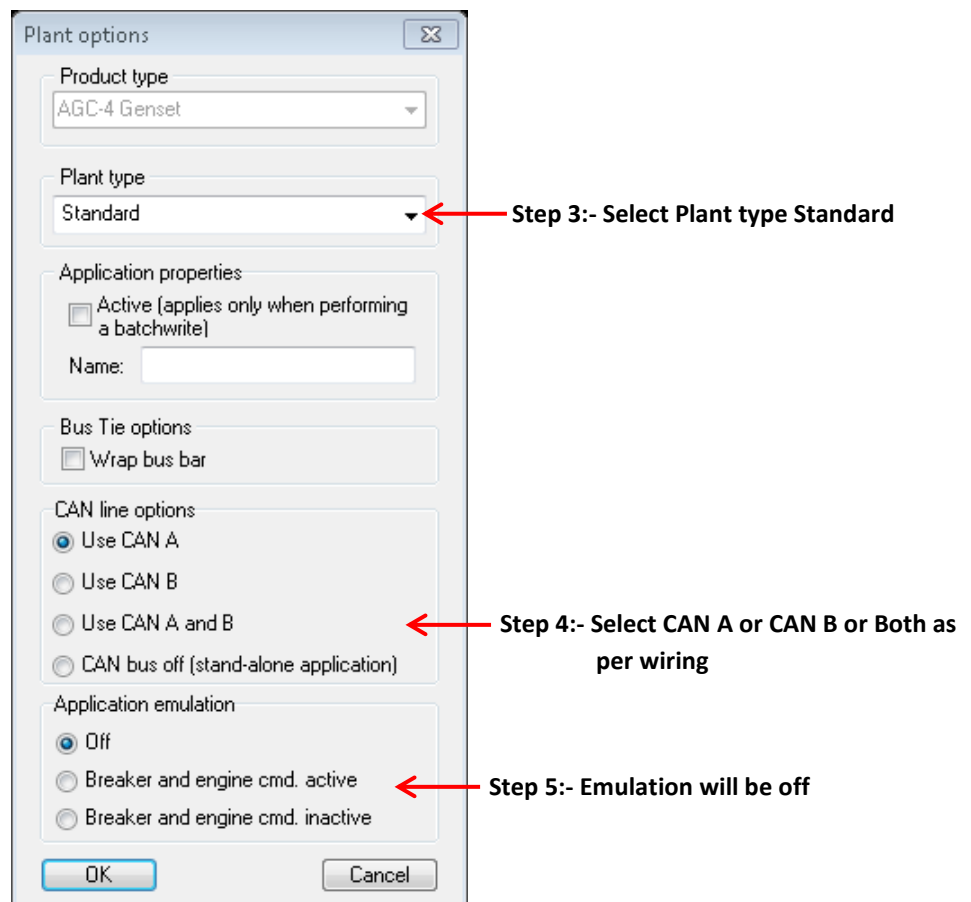 Plant options
Product type
AGC-4 Genset
Plant type
Standard
Step 3:- Select Plant type Standard
Application properties
Active (applies only when performing
a batchwrite)
Name:
Bus Tie options
Wrap bus bar
CAN line options
Use CAN A
Use CAN B
Use CAN A and B
Step 4:- Select CAN A or CAN B or Both as
per wiring
CAN bus off (stand-alone application)
Application emulation
Off
Breaker and engine cmd. active
Step 5:- Emulation will be off
Breaker and engine cmd. inactive
OK
Cancel